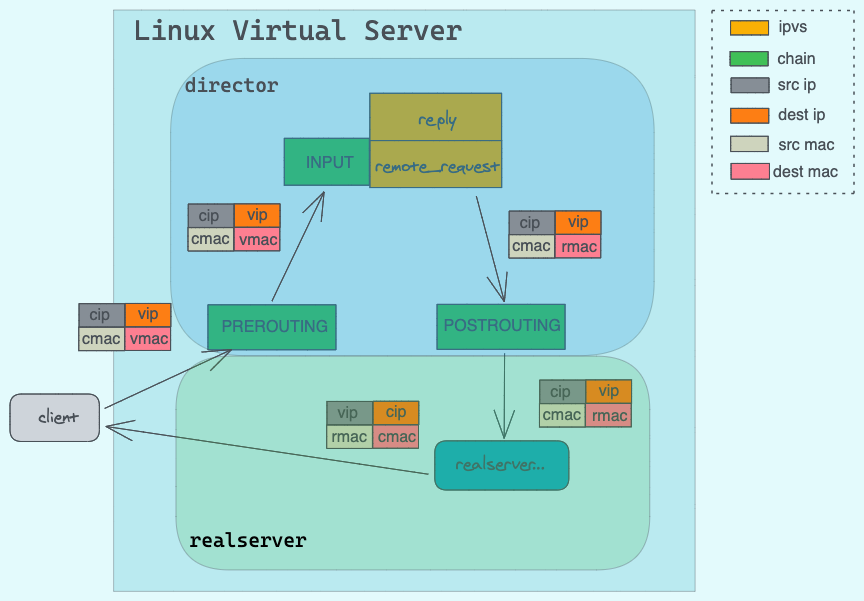 Linux Virtual Server
ipvs
chain
src ip
dest ip
src mac
dest mac
director
reply
INPUT
remote_request
cip vip
cmac vmac
cip vip
cmac rmac
cip vip
cmac vmac
PREROUTING
POSTROUTING
client
vip cip
rmac cmac
cip vip
cmac rmac
realserver...
realserver